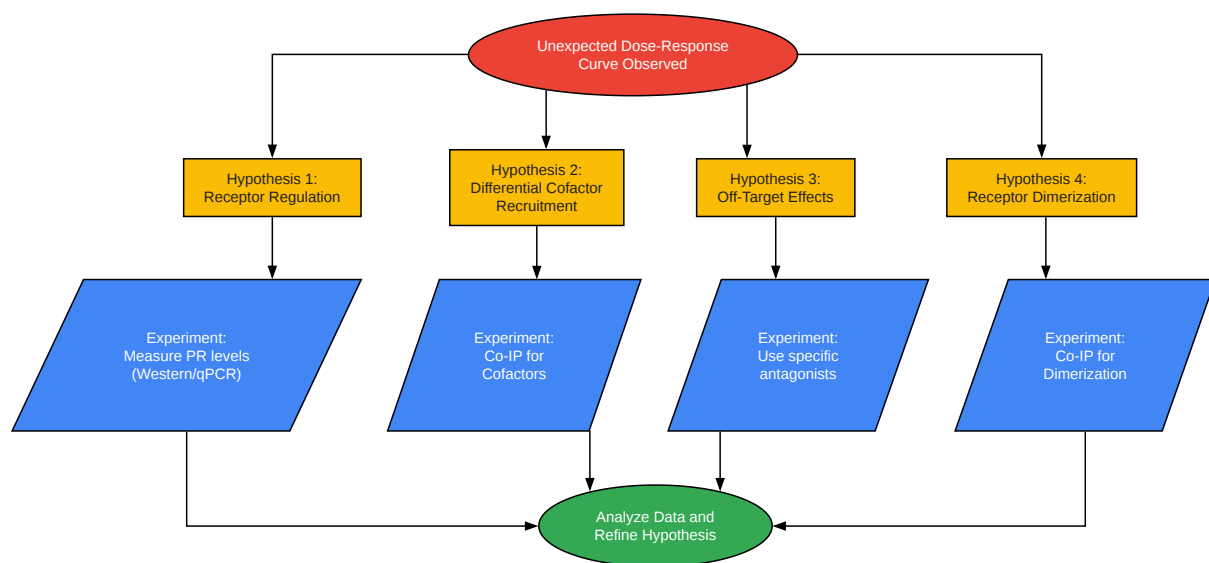 Unexpected Dose-Response
Curve Observed
Hypothesis 1:
Receptor Regulation
Hypothesis 2:
Differential Cofactor
Recruitment
Hypothesis 3:
Off-Target Effects
Hypothesis 4:
Receptor Dimerization
Experiment:
Measure PR levels
(Western/qPCR)
Experiment:
Co-IP for
Cofactors
Experiment:
Use specific
antagonists
Experiment:
Co-IP for
Dimerization
Analyze Data and
Refine Hypothesis